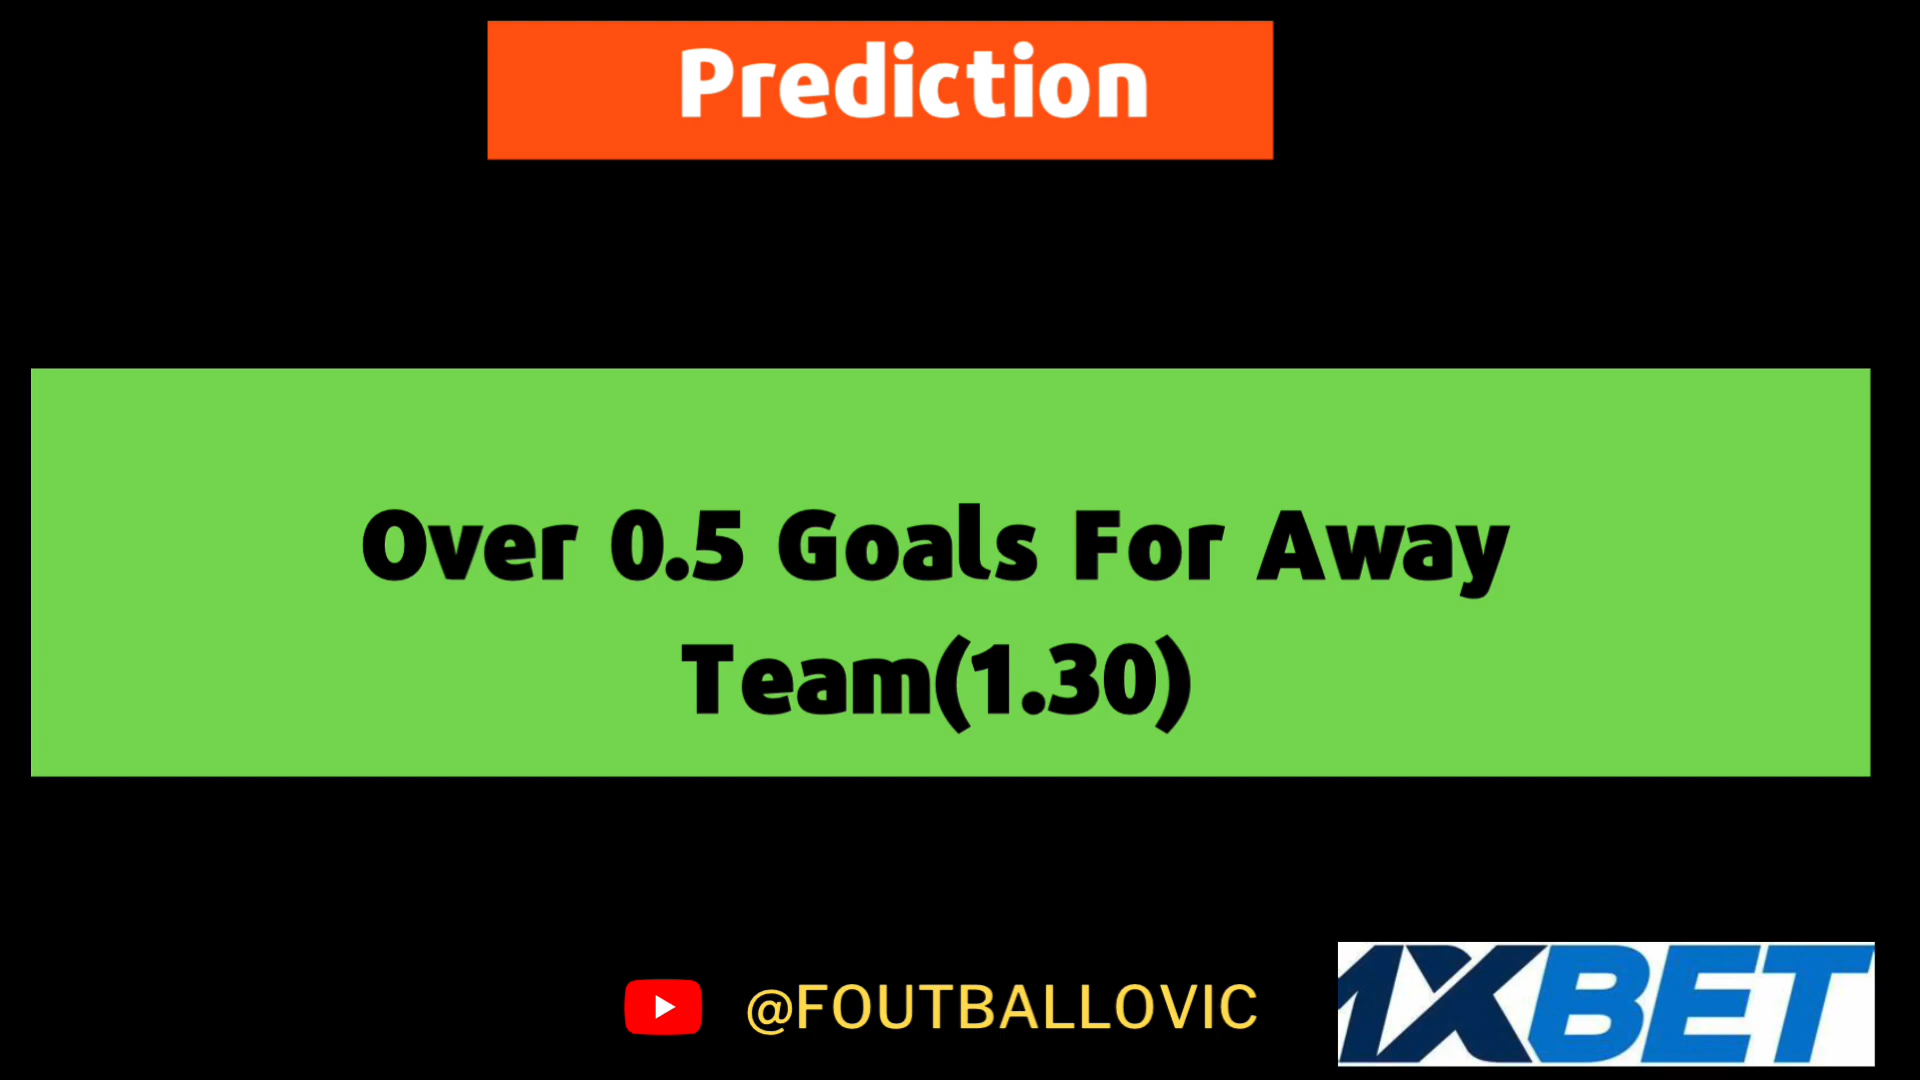 Prediction
Over 0.5 Goals For Away
Team(1.30)
@FOUTBALLOVIC
1XBET